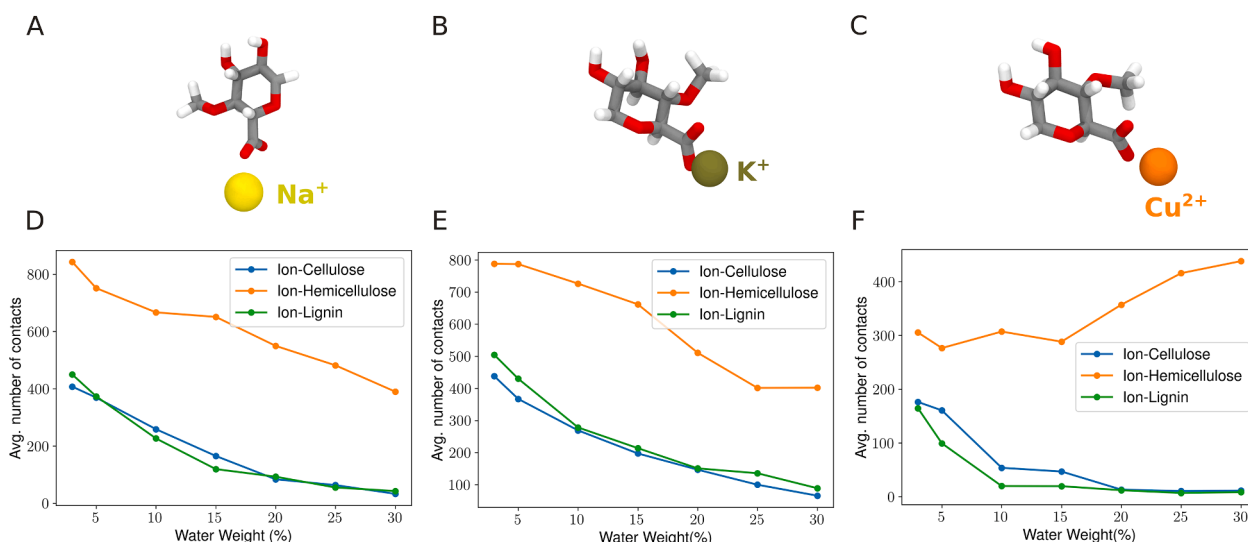 A
B
C
Na+
K+
Cu2+
D
E
F
Avg. number of contacts
800
600
400
200
0
Ion-Cellulose
Ion-Hemicellulose
Ion-Lignin
5
10
15
20
25
30
Water Weight (%)
Avg. number of contacts
800
700
600
500
400
300
200
100
Ion-Cellulose
Ion-Hemicellulose
Ion-Lignin
5
10
15
20
25
30
Water Weight(%)
Avg. number of contacts
400
300
200
100
0
Ion-Cellulose
Ion-Hemicellulose
Ion-Lignin
5
10
15
20
25
30
Water Weight(%)